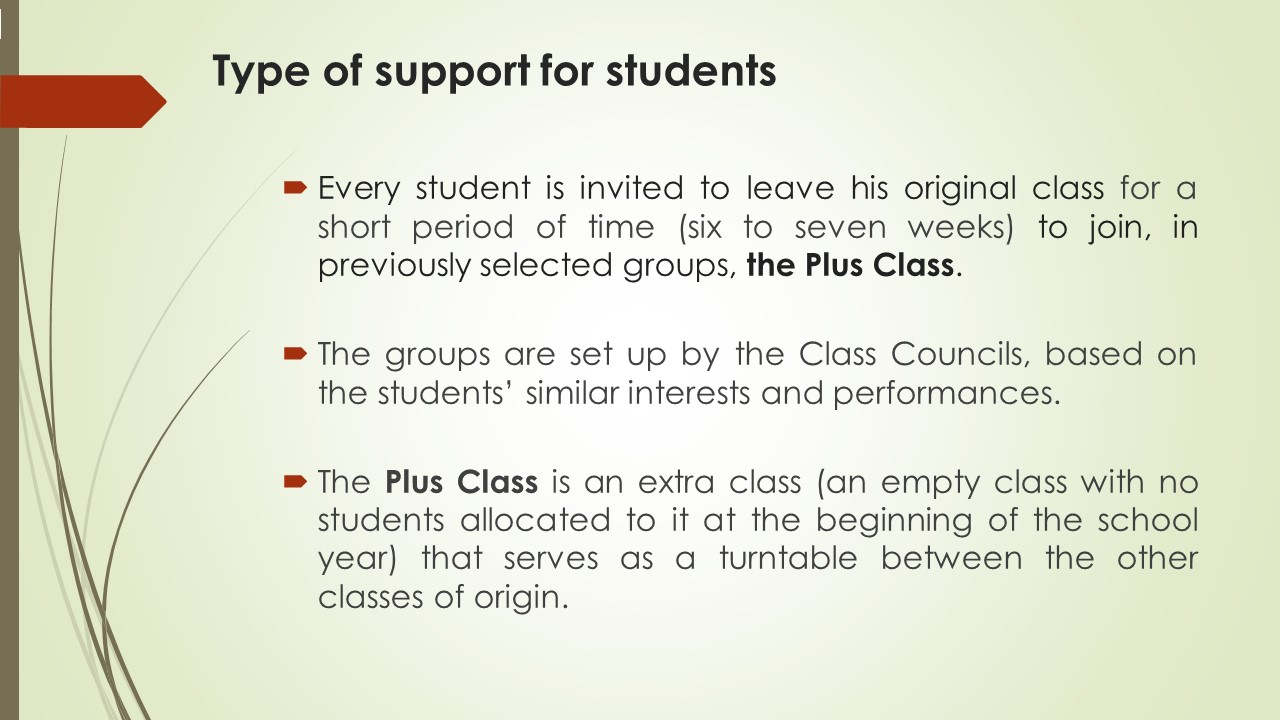 Type of support for students
Every student is invited to leave his original class for a
short period of time (six to seven weeks) to join, in
previously selected groups, the Plus Class.
The groups are set up by the Class Councils, based on
the students’ similar interests and performances.
The Plus Class is an extra class (an empty class with no
students allocated to it at the beginning of the school
year) that serves as a turntable between the other
classes of origin.